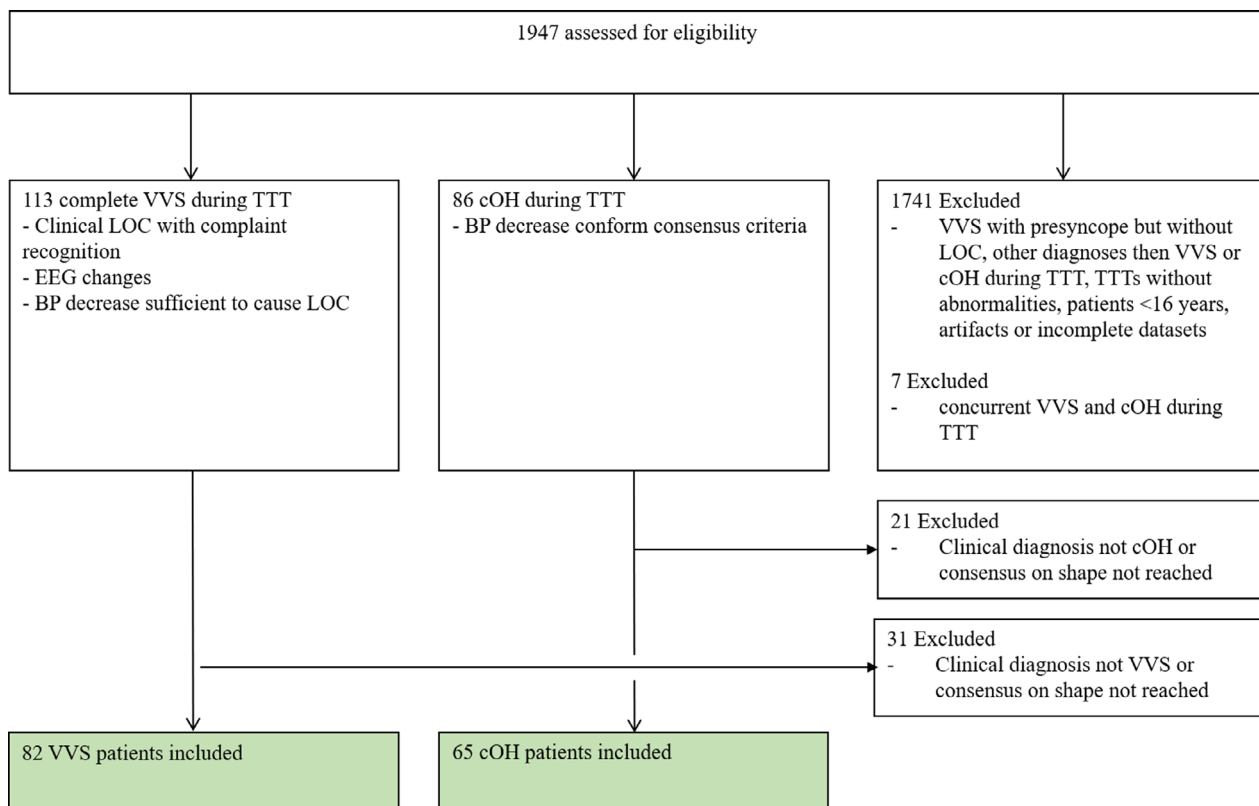 1947 assessed for eligibility
113 complete VVS during TTT
- Clinical LOC with complaint
recognition
- EEG changes
- BP decrease sufficient to cause LOC
86 cOH during TTT
- BP decrease conform consensus criteria
1741 Excluded
- VVS with presyncope but without
LOC, other diagnoses then VVS or
cOH during TTT, TTTs without
abnormalities, patients <16 years,
artifacts or incomplete datasets
7 Excluded
- concurrent VVS and cOH during
TTT
21 Excluded
- Clinical diagnosis not cOH or
consensus on shape not reached
31 Excluded
- Clinical diagnosis not VVS or
consensus on shape not reached
82 VVS patients included
65 cOH patients included